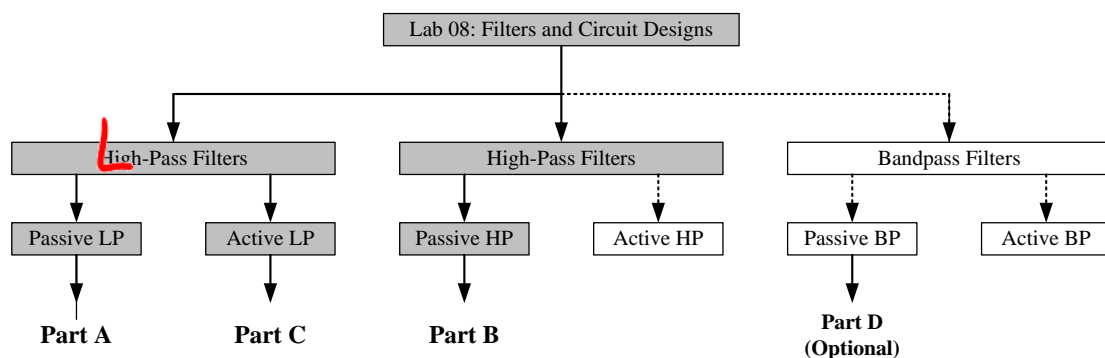 Lab 08: Filters and Circuit Designs
L
High-Pass Filters
High-Pass Filters
Bandpass Filters
Passive LP
Active LP
Passive HP
Active HP
Passive BP
Active BP
Part A
Part C
Part B
Part D
(Optional)